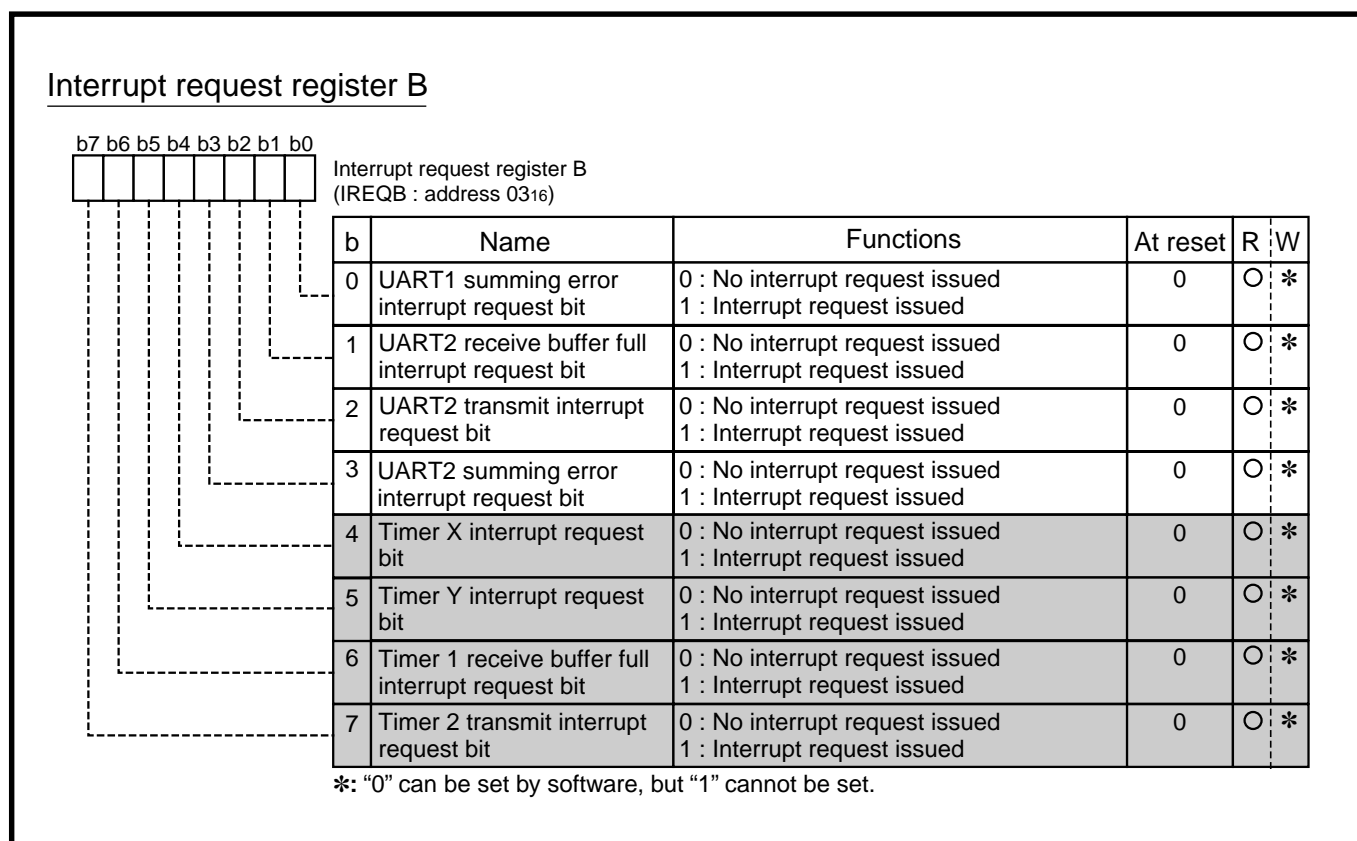 Interrupt request register B
b7 b6 b5 b4 b3 b2 b1 b0
Interrupt request register B
(IREQB : address 0316)
b Name Functions At reset R W
0 UART1 summing error interrupt request bit 0 : No interrupt request issued 0 O ✻
1 : Interrupt request issued
1 UART2 receive buffer full interrupt request bit 0 : No interrupt request issued 0 O ✻
1 : Interrupt request issued
2 UART2 transmit interrupt request bit 0 : No interrupt request issued 0 O ✻
1 : Interrupt request issued
3 UART2 summing error interrupt request bit 0 : No interrupt request issued 0 O ✻
1 : Interrupt request issued
4 Timer X interrupt request bit 0 : No interrupt request issued 0 O ✻
1 : Interrupt request issued
5 Timer Y interrupt request bit 0 : No interrupt request issued 0 O ✻
1 : Interrupt request issued
6 Timer 1 receive buffer full interrupt request bit 0 : No interrupt request issued 0 O ✻
1 : Interrupt request issued
7 Timer 2 transmit interrupt request bit 0 : No interrupt request issued 0 O ✻
1 : Interrupt request issued
✻: “0” can be set by software, but “1” cannot be set.